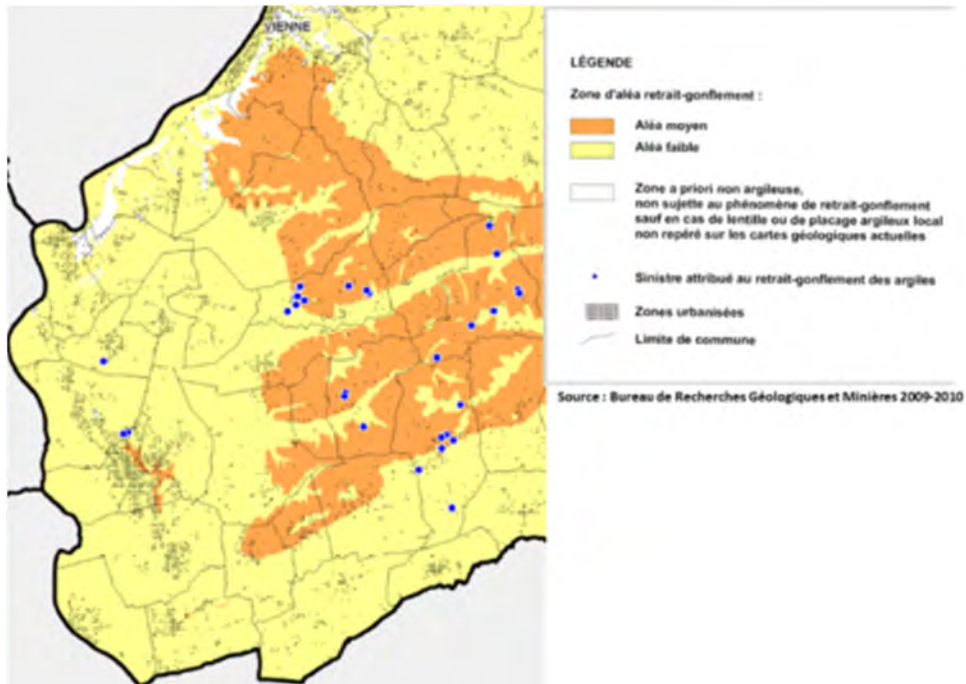 VIENNE
LÉGENDE
Zone d'aléa retrait-gonflement :
Aléa moyen
Aléa faible
Zone a priori non argileuse,
non sujette au phénomène de retrait-gonflement
sauf en cas de lentille ou de placage argileux local
non repéré sur les cartes géologiques actuelles
Sinistre attribué au retrait-gonflement des argiles
Zones urbanisées
Limite de commune
Source : Bureau de Recherches Géologiques et Minières 2009-2010